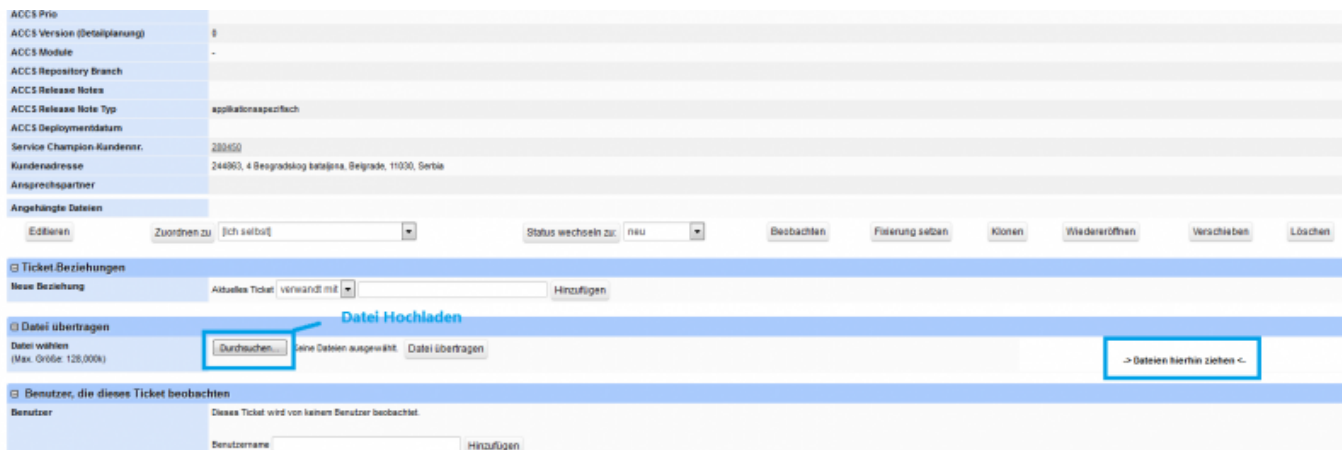 ACCS Prio
ACCS Version (Detailplanung) 0
ACCS Module -
ACCS Repository Branch
ACCS Release Notes
ACCS Release Note Typ applikationsspezifisch
ACCS Deploymentdatum
Service Champion-Kundennr. 280450
Kundenadresse 244863, 4 Beogradskog bataljona, Belgrade, 11030, Serbia
Ansprechspartner
Angehängte Dateien
Editieren Zuordnen zu [Ich selbst] Status wechseln zu: neu Beobachten Fixierung setzen Klonen Wiedereröffnen Verschieben Löschen
Ticket-Beziehungen
Neue Beziehung Aktuelles Ticket verwandt mit Hinzufügen
Datei Hochladen
Datei übertragen
Datei wählen Durchsuchen... Keine Dateien ausgewählt. Datei übertragen
(Max. Größe: 128,000k) -> Dateien hierhin ziehen <-
Benutzer, die dieses Ticket beobachten
Benutzer Dieses Ticket wird von keinem Benutzer beobachtet.
Benutzername Hinzufügen